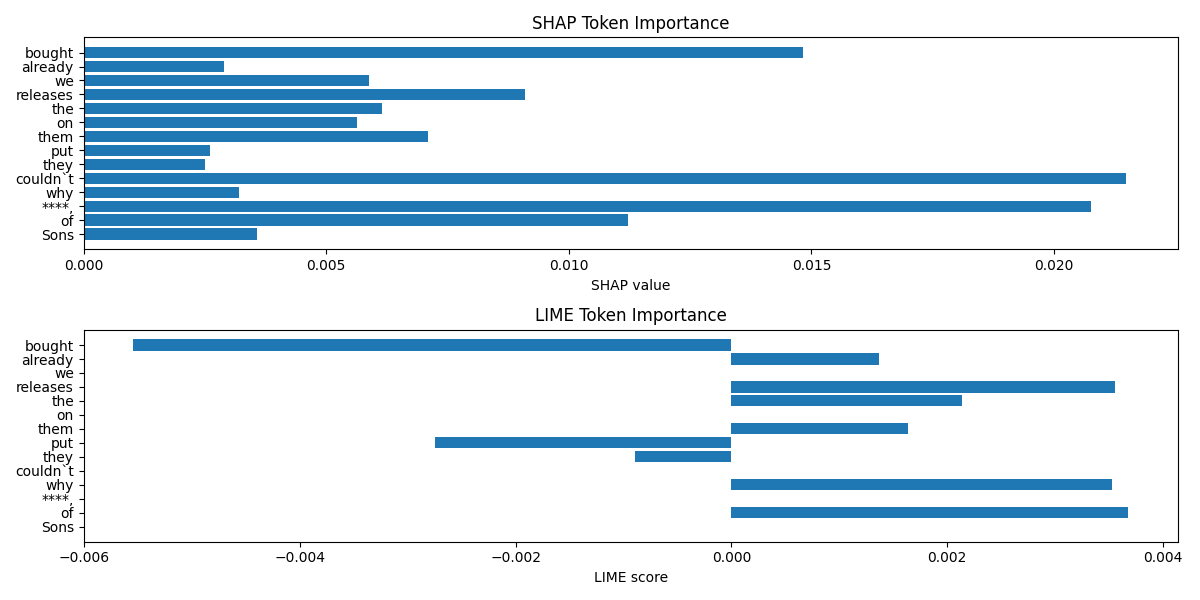 SHAP Token Importance
bought
already
we
releases
the
on
them
put
they
couldn`t
why
****,
of
Sons
0.000 0.005 0.010 0.015 0.020
SHAP value
LIME Token Importance
bought
already
we
releases
the
on
them
put
they
couldn`t
why
****,
of
Sons
−0.006 −0.004 −0.002 0.000 0.002 0.004
LIME score